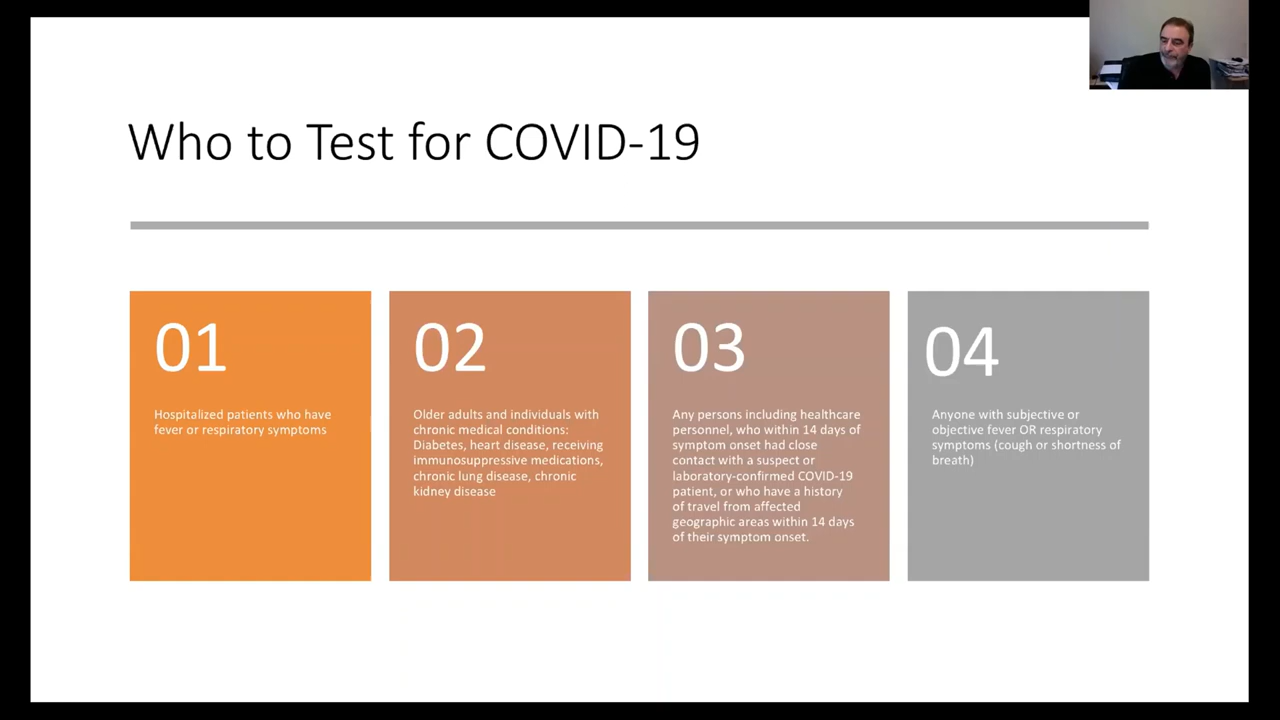 Who to Test for COVID-19
01
Hospitalized patients who have
fever or respiratory symptoms
02
Older adults and individuals with
chronic medical conditions:
Diabetes, heart disease, receiving
immunosuppressive medications,
chronic lung disease, chronic
kidney disease
03
Any persons including healthcare
personnel, who within 14 days of
symptom onset had close
contact with a suspect or
laboratory-confirmed COVID-19
patient, or who have a history
of travel from affected
geographic areas within 14 days
of their symptom onset.
04
Anyone with subjective or
objective fever OR respiratory
symptoms (cough or shortness of
breath)